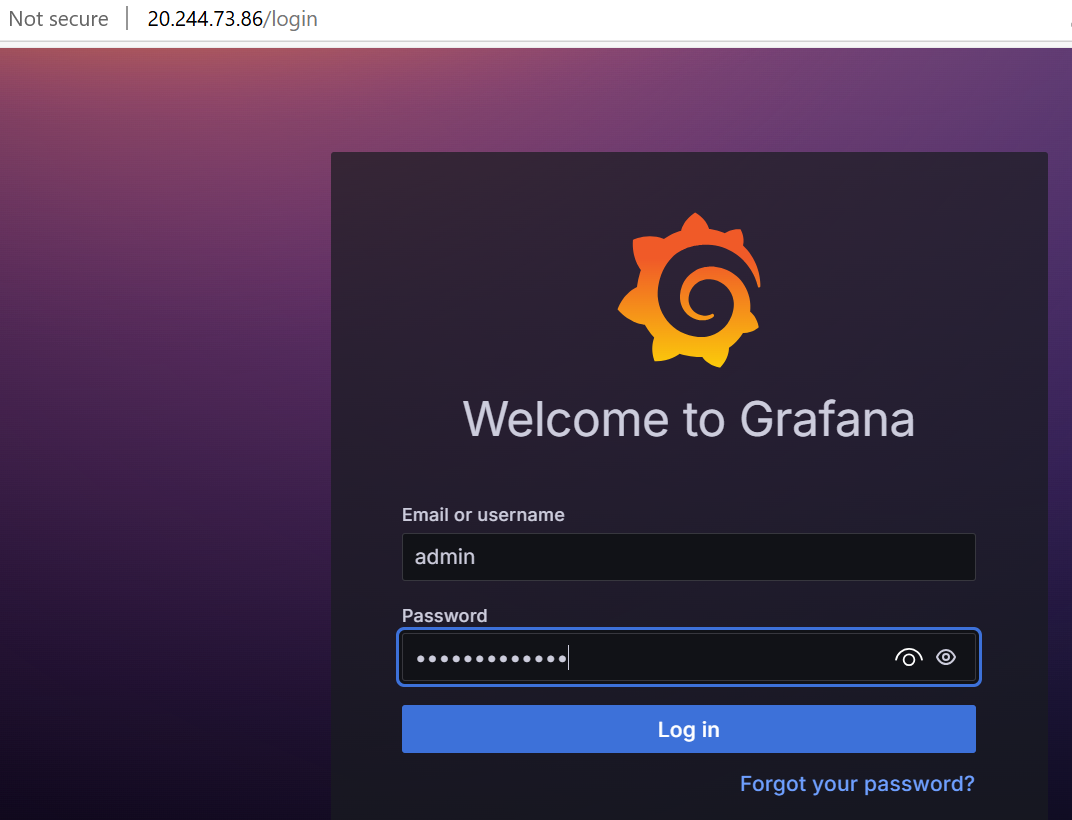 Not secure | 20.244.73.86/login
Welcome to Grafana
Email or username
admin
Password
•••••••••••••
Log in
Forgot your password?